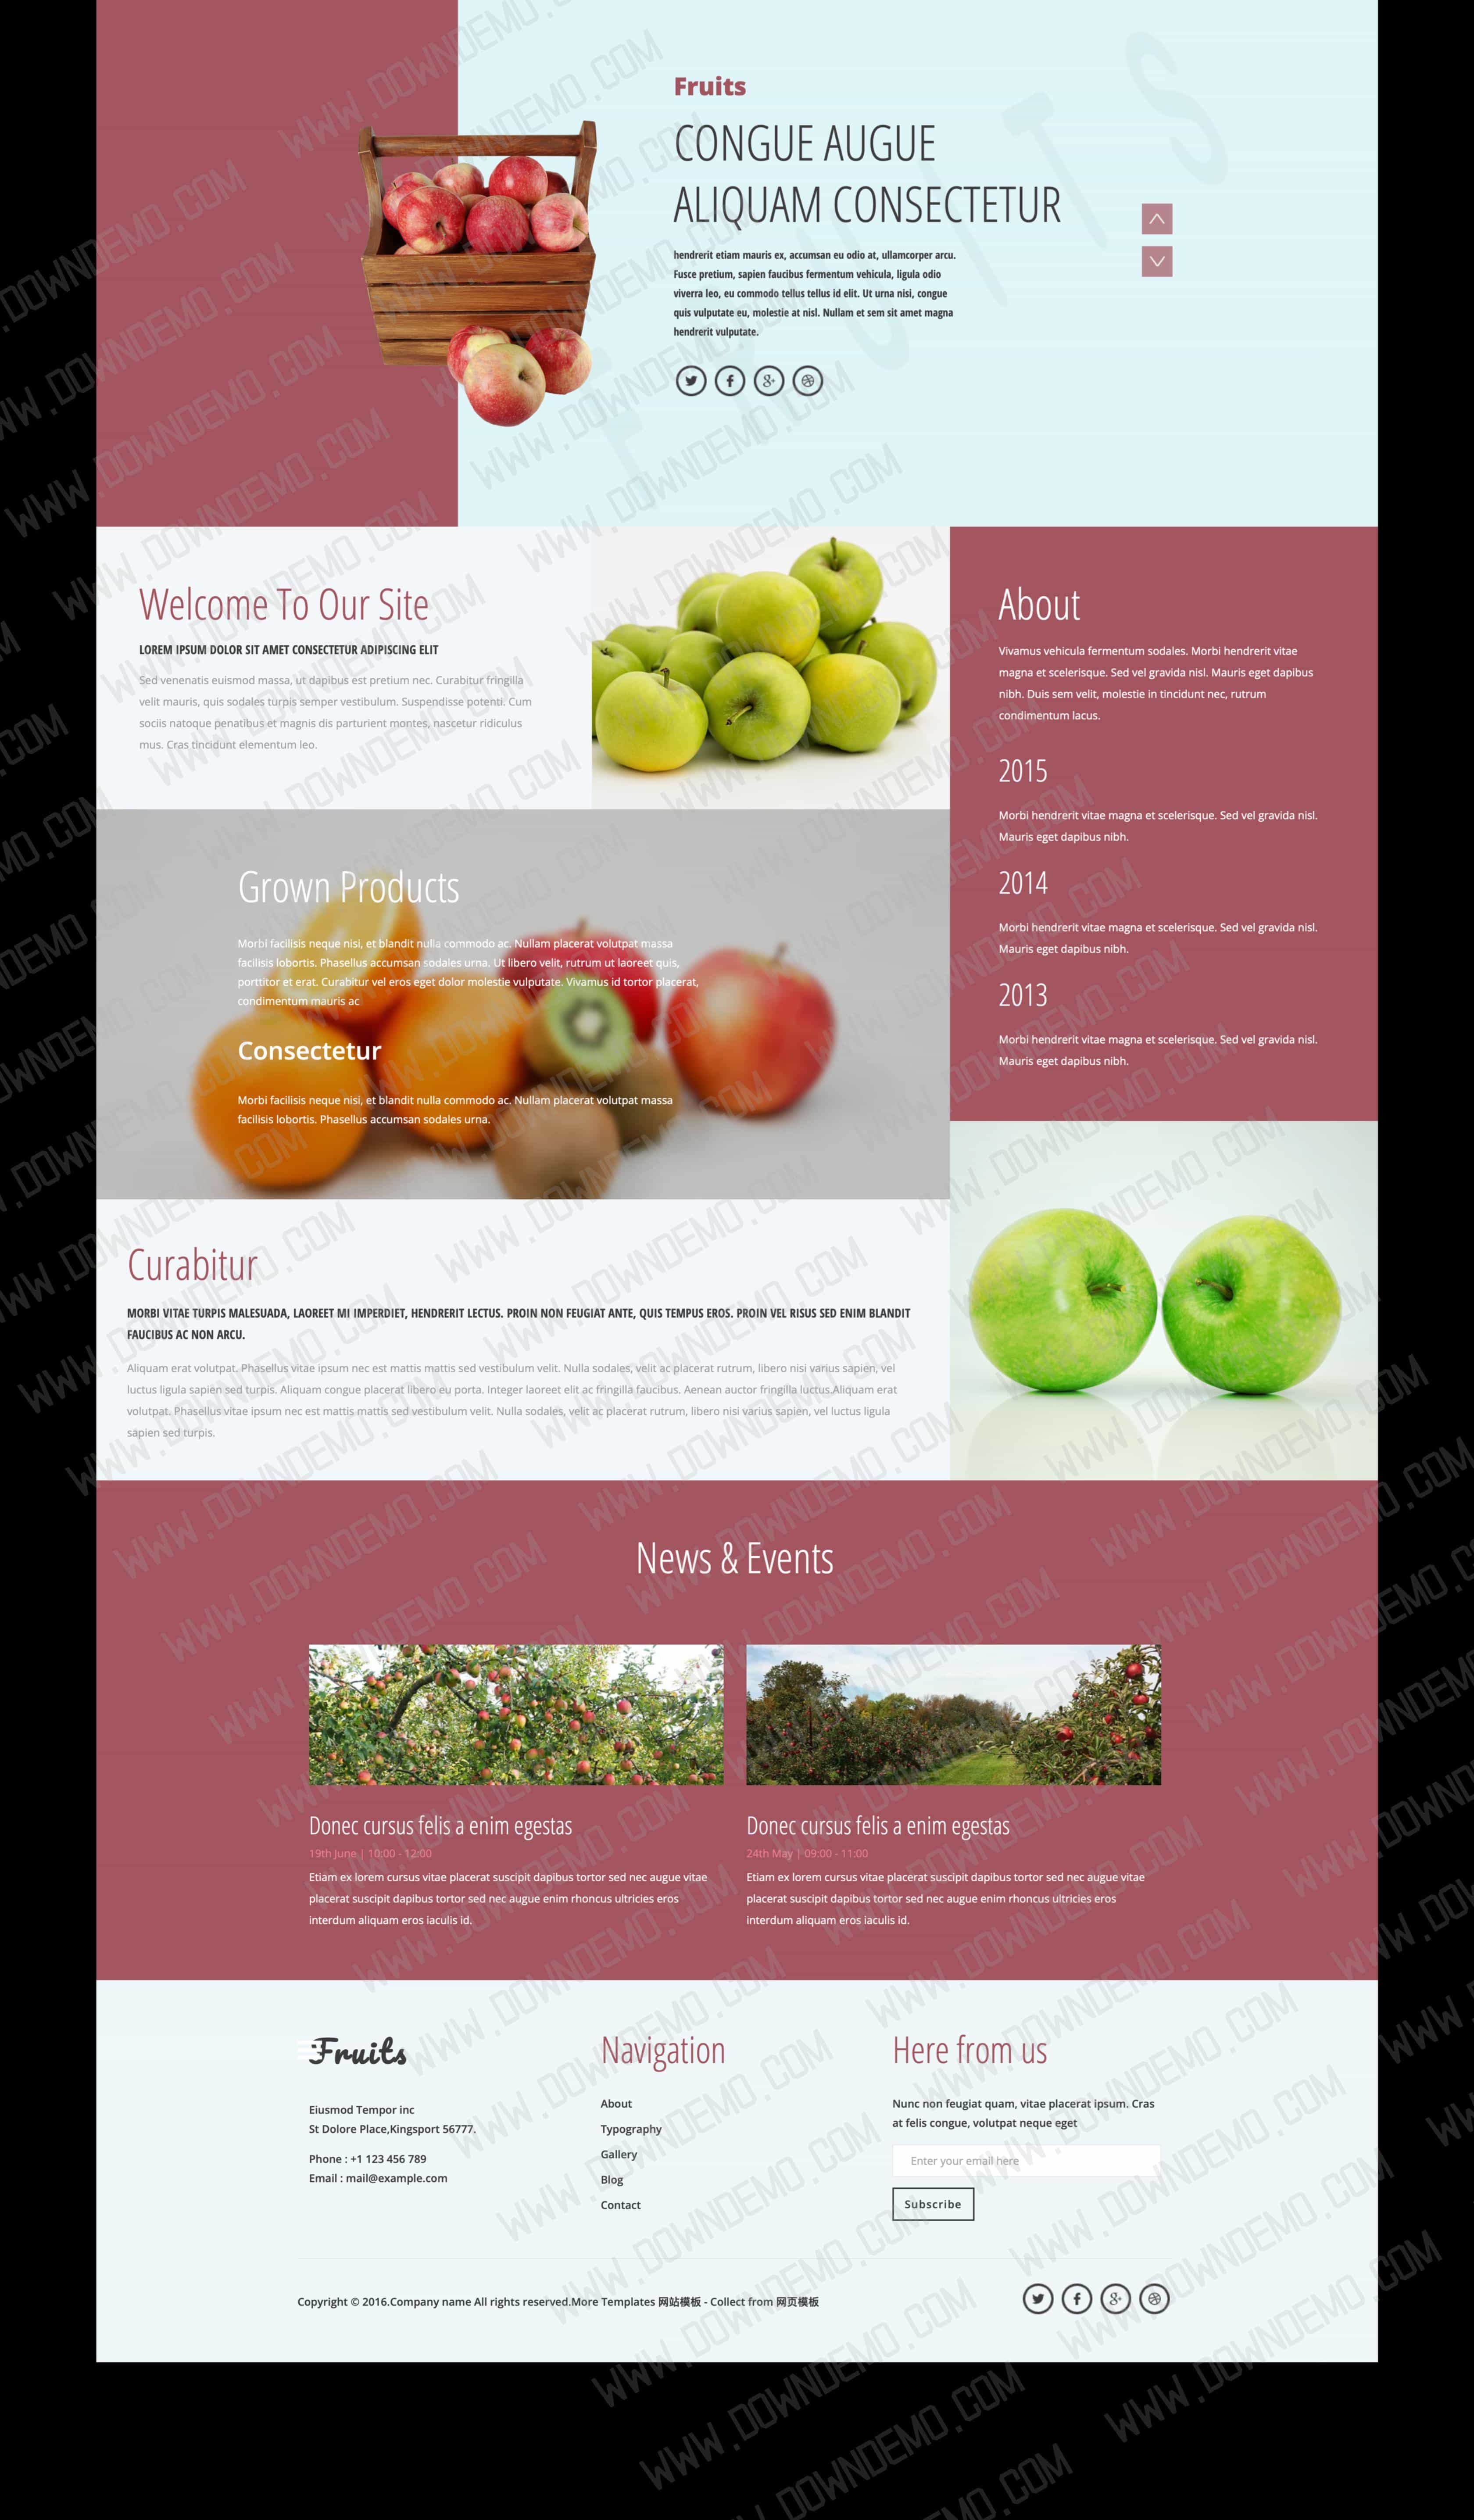 Fruits
CONGUE AUGUE
ALIQUAM CONSECTETUR
hendrerit etiam mauris ex, accumsan eu odio at, ullamcorper arcu.
Fusce pretium, sapien faucibus fermentum vehicula, ligula odio
viverra leo, eu commodo tellus tellus id elit. Ut urna nisi, congue
quis vulputate eu, molestie at nisl. Nullam et sem sit amet magna
hendrerit vulputate.
FRUITS
Welcome To Our Site
LOREM IPSUM DOLOR SIT AMET CONSECTETUR ADIPISCING ELIT
Sed venenatis euismod massa, ut dapibus est pretium nec. Curabitur fringilla
velit mauris, quis sodales turpis semper vestibulum. Suspendisse potenti. Cum
sociis natoque penatibus et magnis dis parturient montes, nascetur ridiculus
mus. Cras tincidunt elementum leo.
About
Vivamus vehicula fermentum sodales. Morbi hendrerit vitae
magna et scelerisque. Sed vel gravida nisl. Mauris eget dapibus
nibh. Duis sem velit, molestie in tincidunt nec, rutrum
condimentum lacus.
2015
Morbi hendrerit vitae magna et scelerisque. Sed vel gravida nisl.
Mauris eget dapibus nibh.
2014
Morbi hendrerit vitae magna et scelerisque. Sed vel gravida nisl.
Mauris eget dapibus nibh.
2013
Morbi hendrerit vitae magna et scelerisque. Sed vel gravida nisl.
Mauris eget dapibus nibh.
Grown Products
Morbi facilisis neque nisi, et blandit nulla commodo ac. Nullam placerat volutpat massa
facilisis lobortis. Phasellus accumsan sodales urna. Ut libero velit, rutrum ut laoreet quis,
porttitor et erat. Curabitur vel eros eget dolor molestie vulputate. Vivamus id tortor placerat,
condimentum mauris ac
Consectetur
Morbi facilisis neque nisi, et blandit nulla commodo ac. Nullam placerat volutpat massa
facilisis lobortis. Phasellus accumsan sodales urna.
Curabitur
MORBI VITAE TURPIS MALESUADA, LAOREET MI IMPERDIET, HENDRERIT LECTUS. PROIN NON FEUGIAT ANTE, QUIS TEMPUS EROS. PROIN VEL RISUS SED ENIM BLANDIT
FAUCIBUS AC NON ARCU.
Aliquam erat volutpat. Phasellus vitae ipsum nec est mattis mattis sed vestibulum velit. Nulla sodales, velit ac placerat rutrum, libero nisi varius sapien, vel
luctus ligula sapien sed turpis. Aliquam congue placerat libero eu porta. Integer laoreet elit ac fringilla faucibus. Aenean auctor fringilla luctus.Aliquam erat
volutpat. Phasellus vitae ipsum nec est mattis mattis sed vestibulum velit. Nulla sodales, velit ac placerat rutrum, libero nisi varius sapien, vel luctus ligula
sapien sed turpis.
News & Events
Donec cursus felis a enim egestas
19th June | 10:00 - 12:00
Etiam ex lorem cursus vitae placerat suscipit dapibus tortor sed nec augue vitae
placerat suscipit dapibus tortor sed nec augue enim rhoncus ultricies eros
interdum aliquam eros iaculis id.
Donec cursus felis a enim egestas
24th May | 09:00 - 11:00
Etiam ex lorem cursus vitae placerat suscipit dapibus tortor sed nec augue vitae
placerat suscipit dapibus tortor sed nec augue enim rhoncus ultricies eros
interdum aliquam eros iaculis id.
Fruits
Eiusmod Tempor inc
St Dolore Place,Kingsport 56777.
Phone : +1 123 456 789
Email : mail@example.com
Navigation
About
Typography
Gallery
Blog
Contact
Here from us
Nunc non feugiat quam, vitae placerat ipsum. Cras
at felis congue, volutpat neque eget
Enter your email here
Subscribe
Copyright © 2016.Company name All rights reserved.More Templates 网站模板 - Collect from 网页模板
WWW.DOWNDEMO.COM